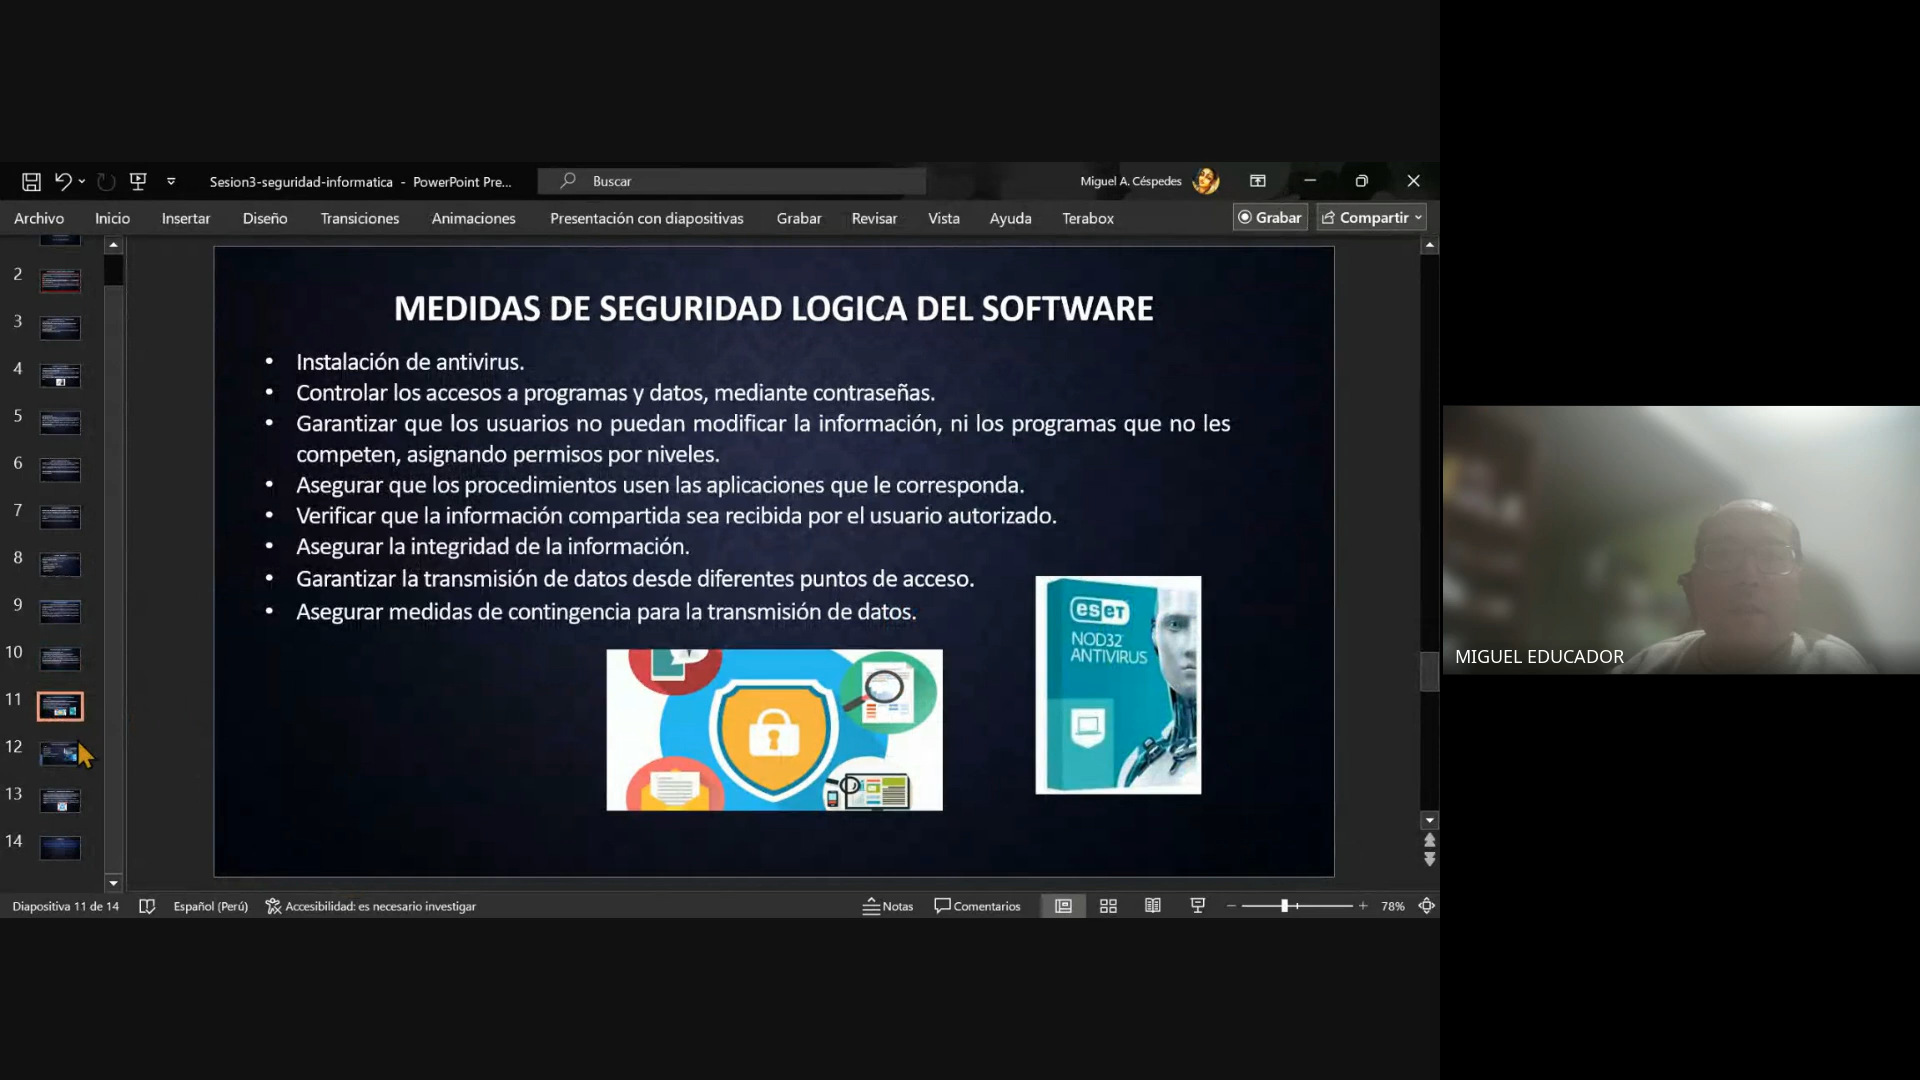 Sesion3-seguridad-informatica - PowerPoint Pre...
Buscar
Miguel A. Céspedes
Archivo Inicio Insertar Diseño Transiciones Animaciones Presentación con diapositivas Grabar Revisar Vista Ayuda Terabox Grabar Compartir
2
3
4
5
6
7
8
9
10
11
12
13
14
MEDIDAS DE SEGURIDAD LOGICA DEL SOFTWARE
• Instalación de antivirus.
• Controlar los accesos a programas y datos, mediante contraseñas.
• Garantizar que los usuarios no puedan modificar la información, ni los programas que no les
competen, asignando permisos por niveles.
• Asegurar que los procedimientos usen las aplicaciones que le corresponda.
• Verificar que la información compartida sea recibida por el usuario autorizado.
• Asegurar la integridad de la información.
• Garantizar la transmisión de datos desde diferentes puntos de acceso.
• Asegurar medidas de contingencia para la transmisión de datos.
eseT
NOD32
ANTIVIRUS
MIGUEL EDUCADOR
Diapositiva 11 de 14 Español (Perú) Accesibilidad: es necesario investigar Notas Comentarios 78%